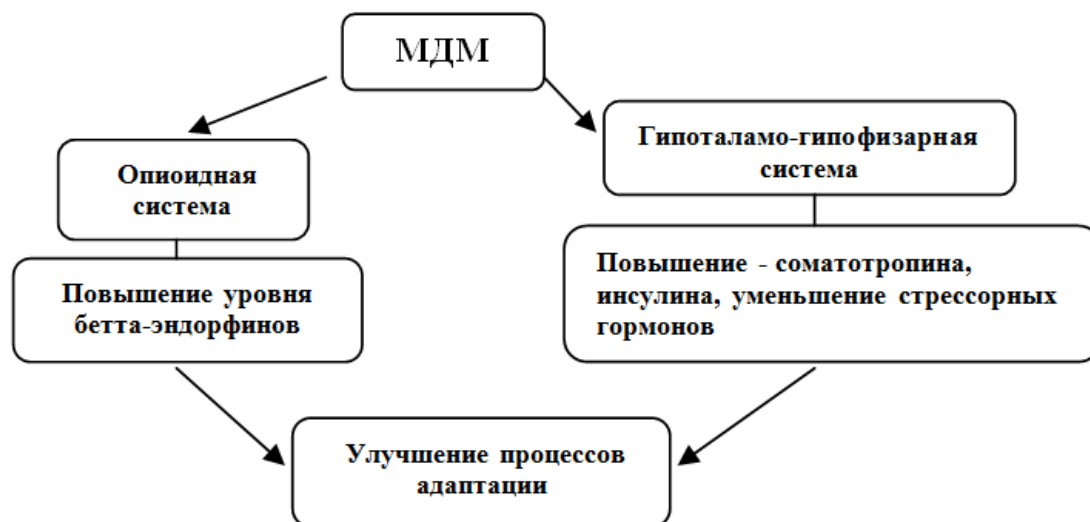 МДМ
Опиоидная
система
Гипоталамо-гипофизарная
система
Повышение уровня
бетта-эндорфинов
Повышение - соматотропина,
инсулина, уменьшение стрессорных
гормонов
Улучшение процессов
адаптации